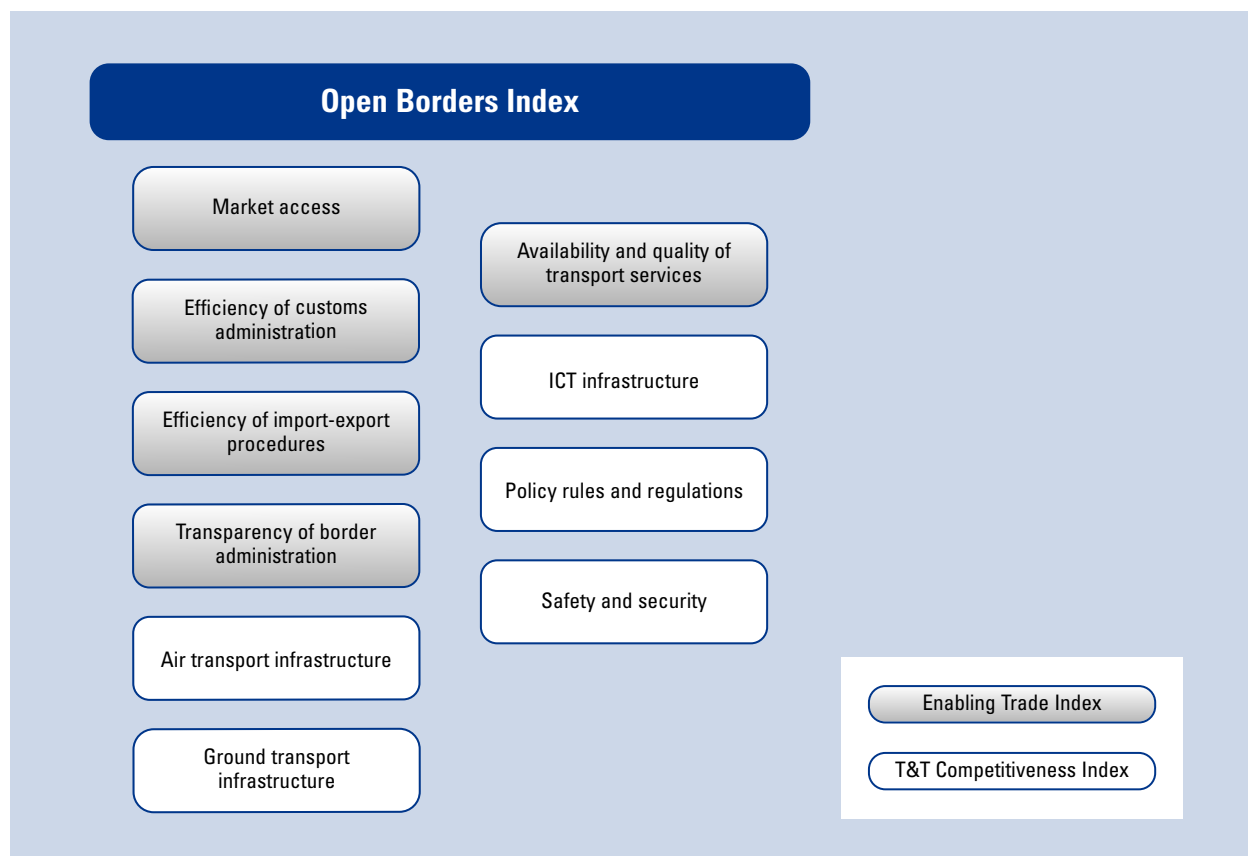 Open Borders Index
Market access
Efficiency of customs
administration
Efficiency of import-export
procedures
Transparency of border
administration
Air transport infrastructure
Ground transport
infrastructure
Availability and quality of
transport services
ICT infrastructure
Policy rules and regulations
Safety and security
Enabling Trade Index
T&T Competitiveness Index